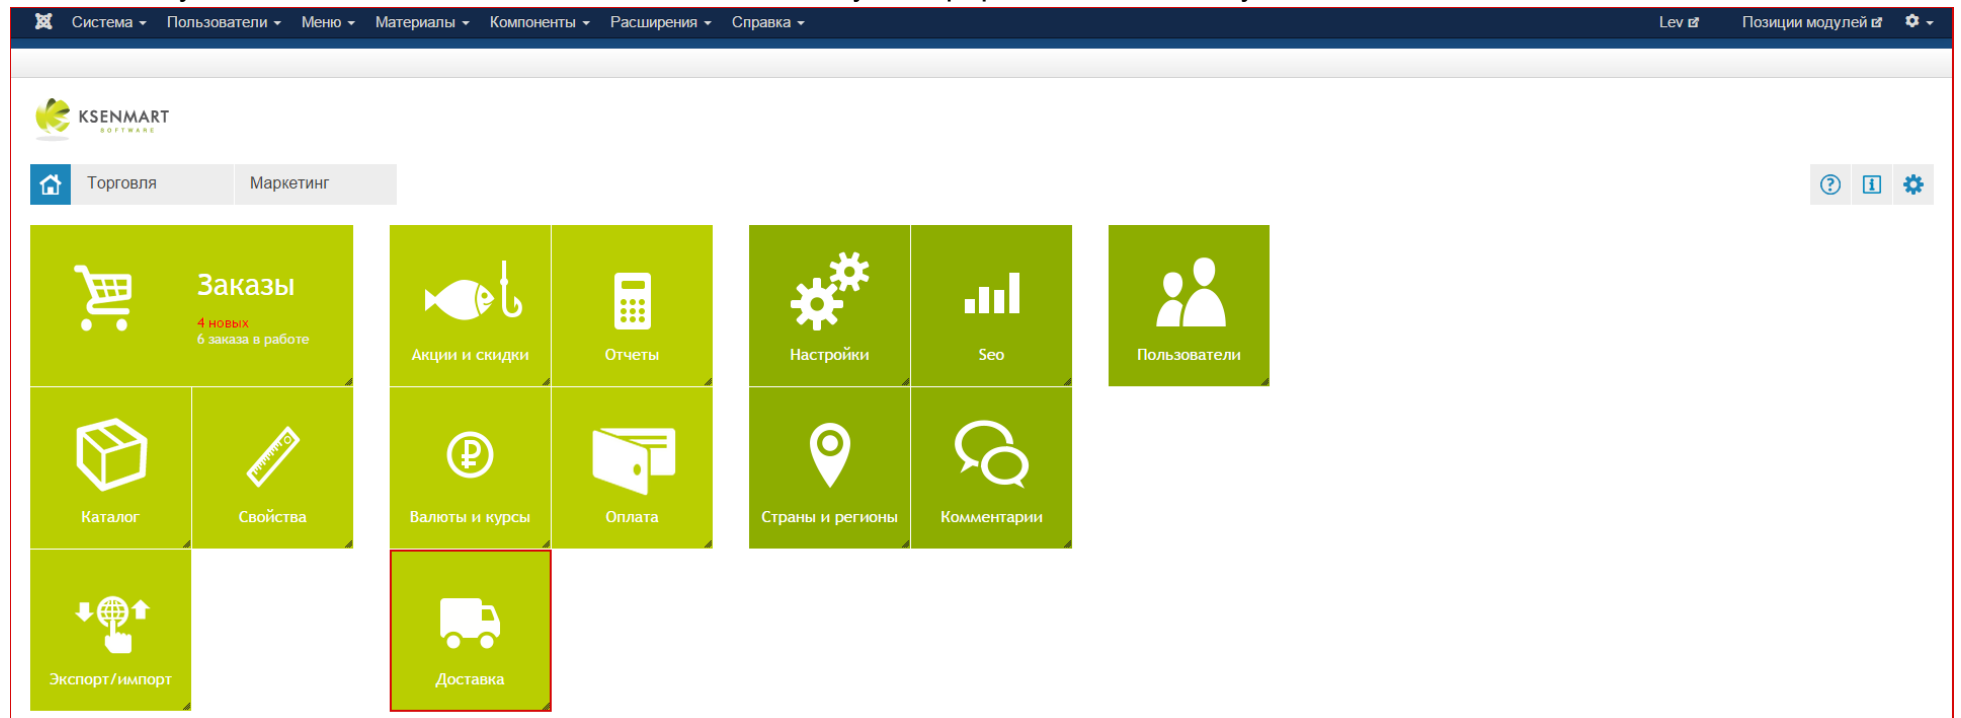 Система Пользователи Меню Материалы Компоненты Расширения Справка Lev Позиции модулей
KSENMART
SOFTWARE
Торговля Маркетинг
Заказы
4 новых
6 заказа в работе
Акции и скидки Отчеты Настройки Seo Пользователи
Каталог Свойства Валюты и курсы Оплата Страны и регионы Комментарии
Экспорт/импорт Доставка